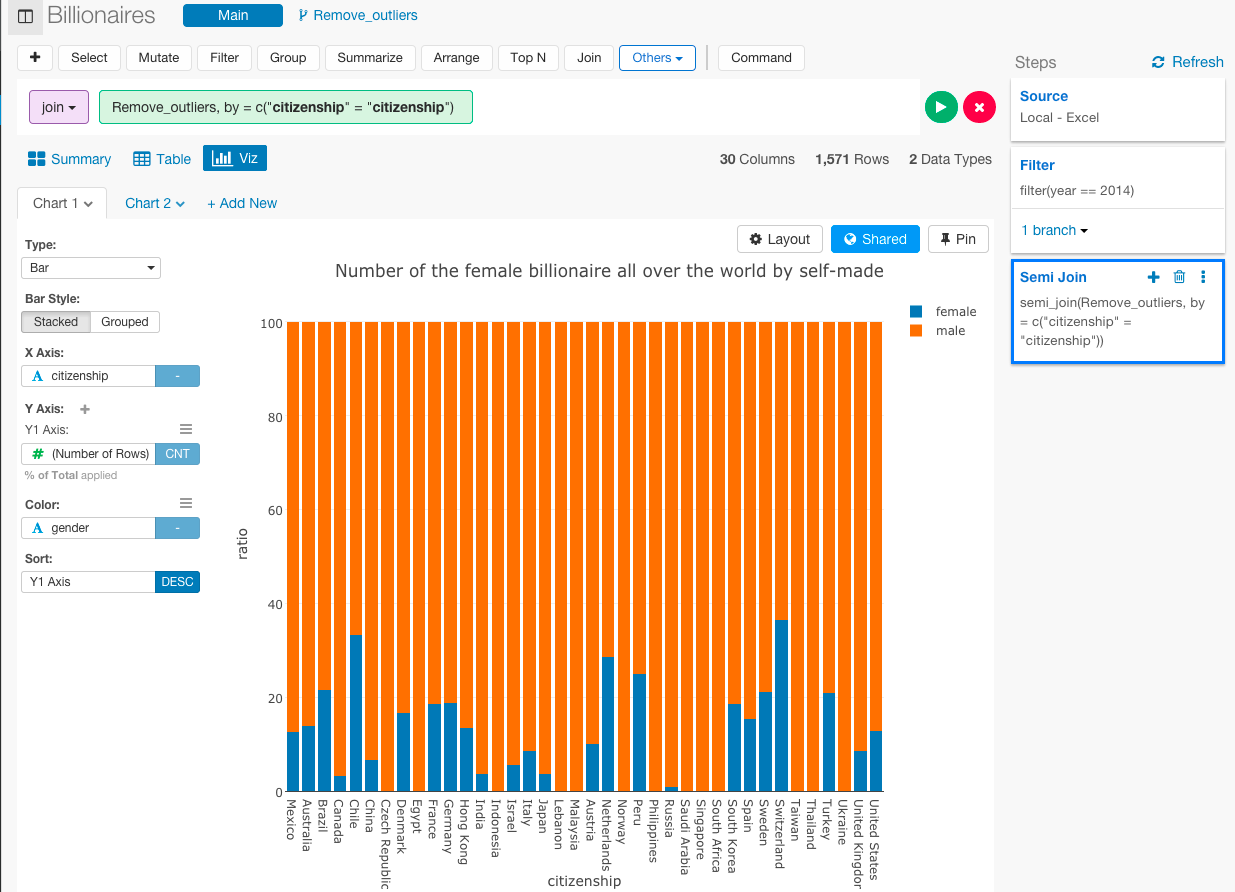 Billionaires
Main
Remove_outliers
+ Select Mutate Filter Group Summarize Arrange Top N Join Others Command
join
Remove_outliers, by = c("citizenship" = "citizenship")
Summary Table Viz
30 Columns 1,571 Rows 2 Data Types
Chart 1 Chart 2 + Add New
Layout Shared Pin
Type:
Bar
Bar Style:
Stacked Grouped
X Axis:
A citizenship -
Y Axis: +
Y1 Axis:
# (Number of Rows) CNT
% of Total applied
Color:
A gender -
Sort:
Y1 Axis DESC
Number of the female billionaire all over the world by self-made
female
male
ratio
100
80
60
40
20
0
Mexico
Australia
Brazil
Canada
Chile
China
Czech Republic
Denmark
Egypt
France
Germany
Hong Kong
India
Indonesia
Israel
Italy
Japan
Lebanon
Malaysia
Austria
Netherlands
Norway
Peru
Philippines
Russia
Saudi Arabia
Singapore
South Africa
South Korea
Spain
Sweden
Switzerland
Taiwan
Thailand
Turkey
Ukraine
United Kingdom
United States
citizenship
Steps
Refresh
Source
Local - Excel
Filter
filter(year == 2014)
1 branch
Semi Join
semi_join(Remove_outliers, by
= c("citizenship" =
"citizenship"))